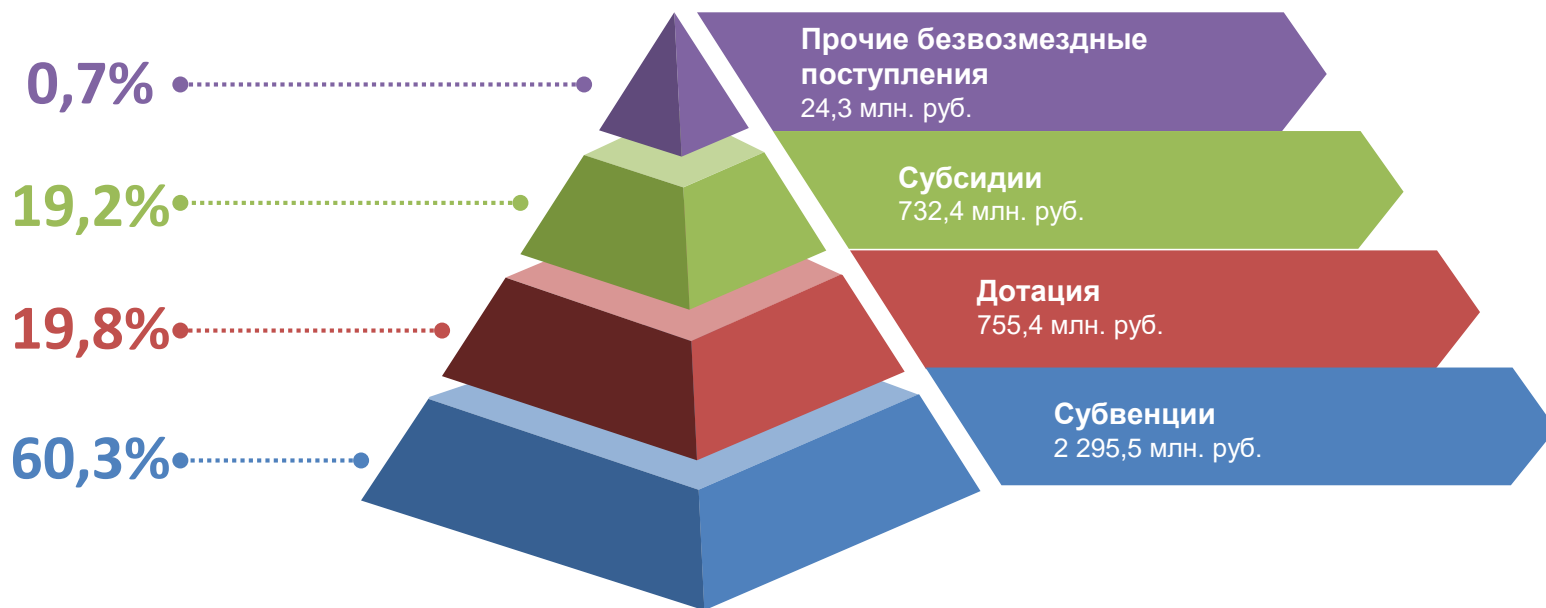 0,7%
Прочие безвозмездные
поступления
24,3 млн. руб.
19,2%
Субсидии
732,4 млн. руб.
19,8%
Дотация
755,4 млн. руб.
60,3%
Субвенции
2 295,5 млн. руб.